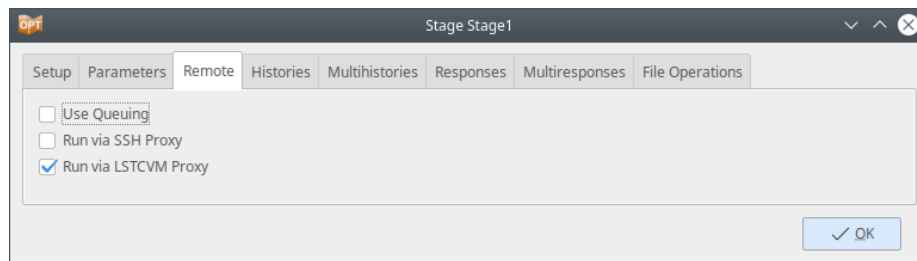 OPT
Stage Stage1
Setup Parameters Remote Histories Multihistories Responses Multiresponses File Operations
Use Queuing
Run via SSH Proxy
Run via LSTCVM Proxy
OK